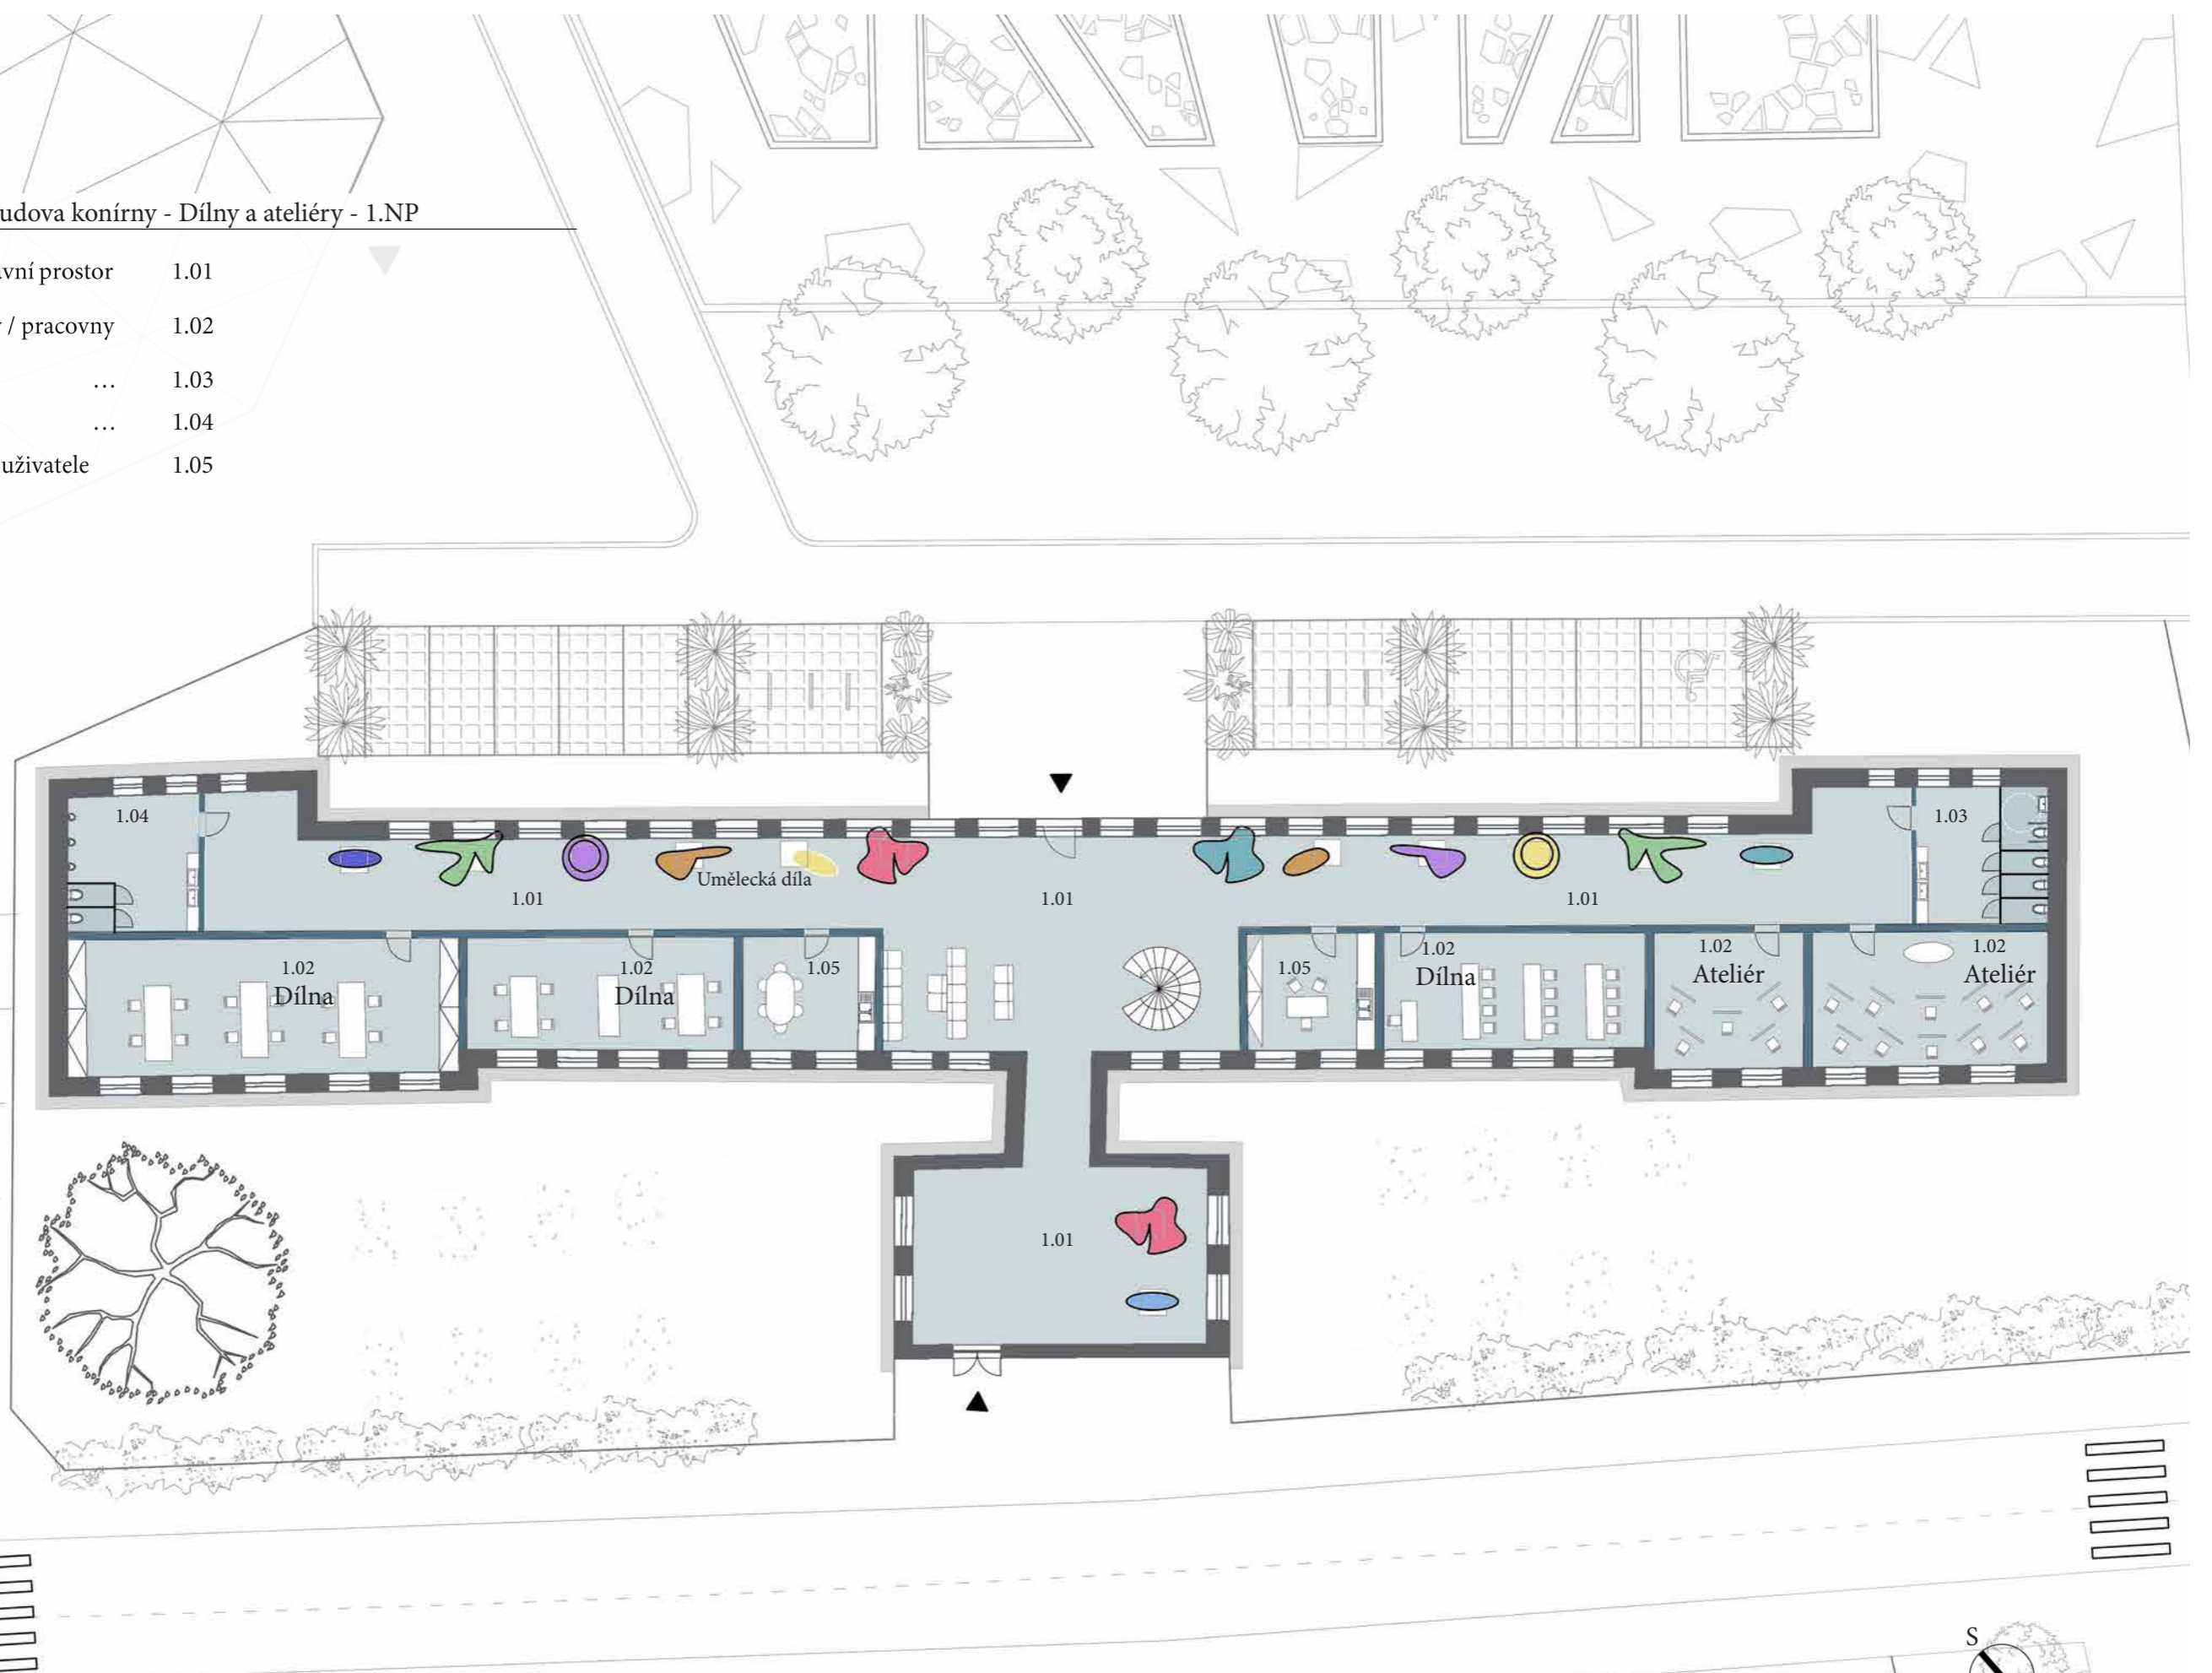 udova konírny - Dílny a ateliéry - 1.NP
vní prostor 1.01
/ pracovny 1.02
... 1.03
... 1.04
uživatele 1.05
1.04
1.03
Umělecká díla
1.01
1.01
1.01
1.02
Dílna
1.02
Dílna
1.05
1.05
1.02
Dílna
1.02
Ateliér
1.02
Ateliér
1.01
S